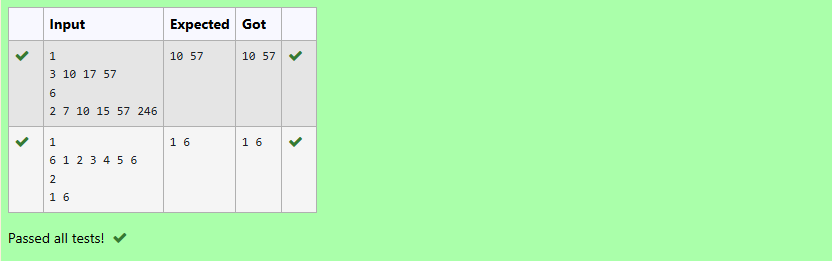 Input Expected Got
1 10 57 10 57
3 10 17 57
6
2 7 10 15 57 246
1 1 6 1 6
6 1 2 3 4 5 6
2
1 6
Passed all tests!